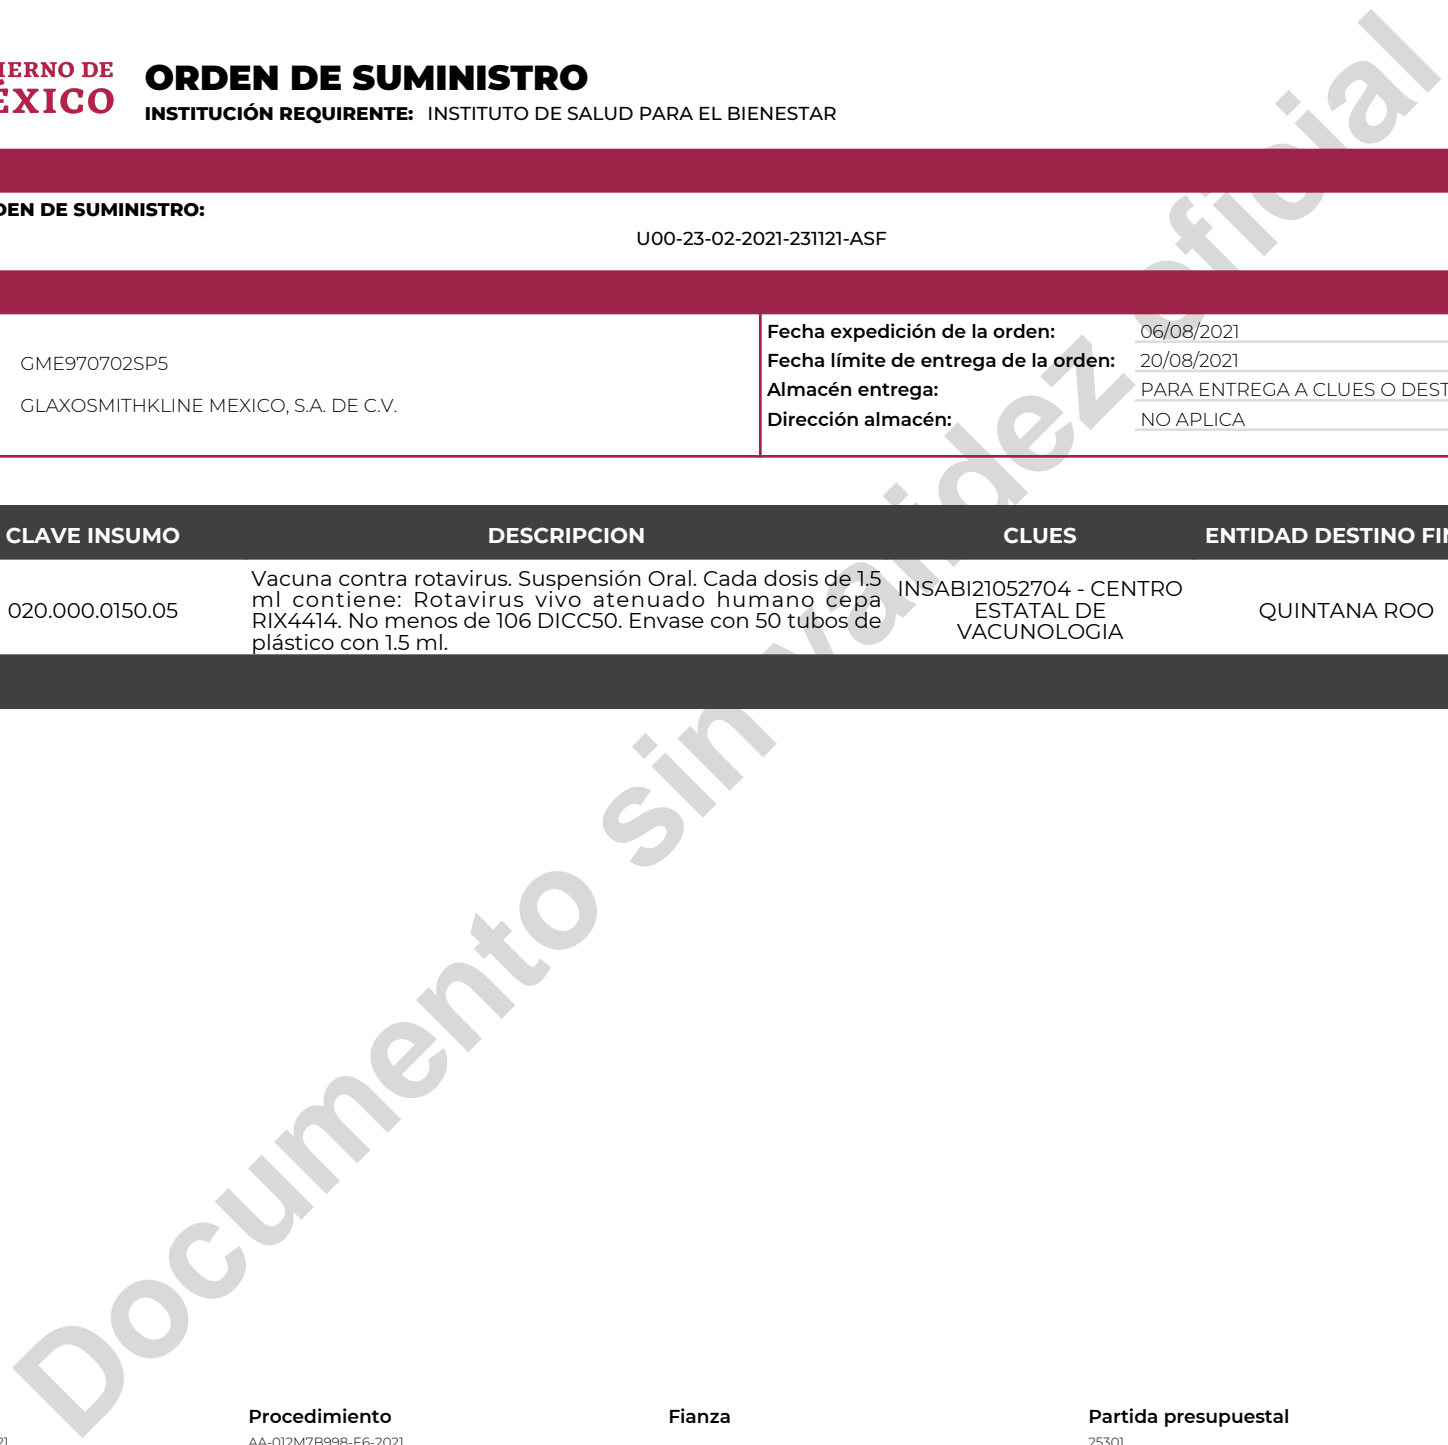 ORDEN DE SUMINISTRO
INSTITUCIÓN REQUIRENTE: INSTITUTO DE SALUD PARA EL BIENESTAR
DE SUMINISTRO:
U00-23-02-2021-231121-ASF
GME970702SP5
GLAXOSMITHKLINE MEXICO, S.A. DE C.V.
Fecha expedición de la orden: 06/08/2021
Fecha límite de entrega de la orden: 20/08/2021
Almacén entrega: PARA ENTREGA A CLUES O DEST
Dirección almacén: NO APLICA
CLAVE INSUMO DESCRIPCION CLUES ENTIDAD DESTINO
020.000.0150.05
Vacuna contra rotavirus. Suspensión Oral. Cada dosis de 1.5
ml contiene: Rotavirus vivo atenuado humano cepa
RIX4414. No menos de 106 DICC50. Envase con 50 tubos de
plástico con 1.5 ml.
INSABI21052704 - CENTRO
ESTATAL DE
VACUNOLOGIA
QUINTANA ROO
Documento sin validez oficial
Procedimiento Fianza Partida presupuestal
AA-012M7B998-E6-2021 25301